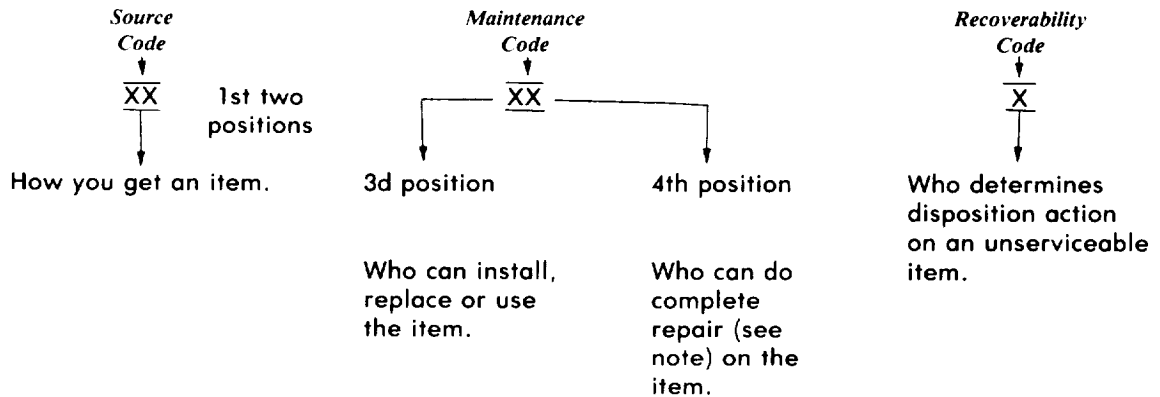 Source
Code
XX
1st two
positions
How you get an item.
Maintenance
Code
XX
3d position
Who can install,
replace or use
the item.
4th position
Who can do
complete
repair (see
note) on the
item.
Recoverability
Code
X
Who determines
disposition action
on an unserviceable
item.